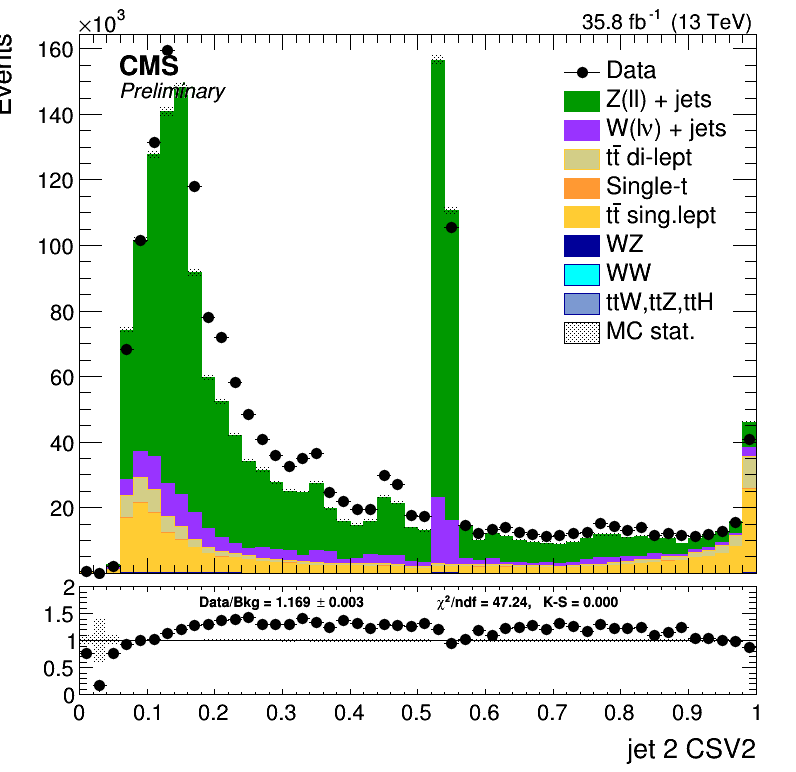 ×10³
35.8 fb⁻¹ (13 TeV)
Events
CMS
Preliminary
Data
Z(ll) + jets
W(lν) + jets
tt̄ di-lept
Single-t
tt̄ sing.lept
WZ
WW
ttW,ttZ,ttH
MC stat.
160
140
120
100
80
60
40
20
Data/Bkg = 1.169 ± 0.003
χ²/ndf = 47.24, K-S = 0.000
2
1.5
1
0.5
0
0 0.1 0.2 0.3 0.4 0.5 0.6 0.7 0.8 0.9 1
jet 2 CSV2